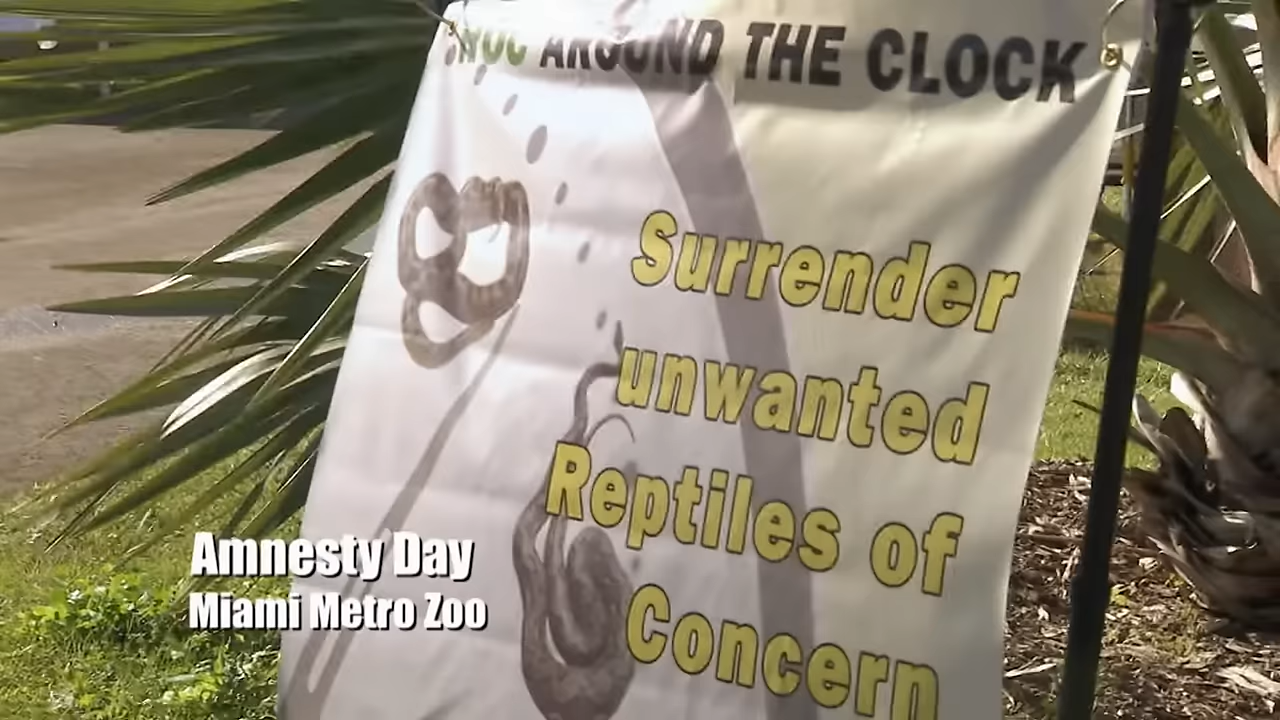 AROUND THE CLOCK
Surrender
unwanted
Reptiles of
Concern
Amnesty Day
Miami Metro Zoo